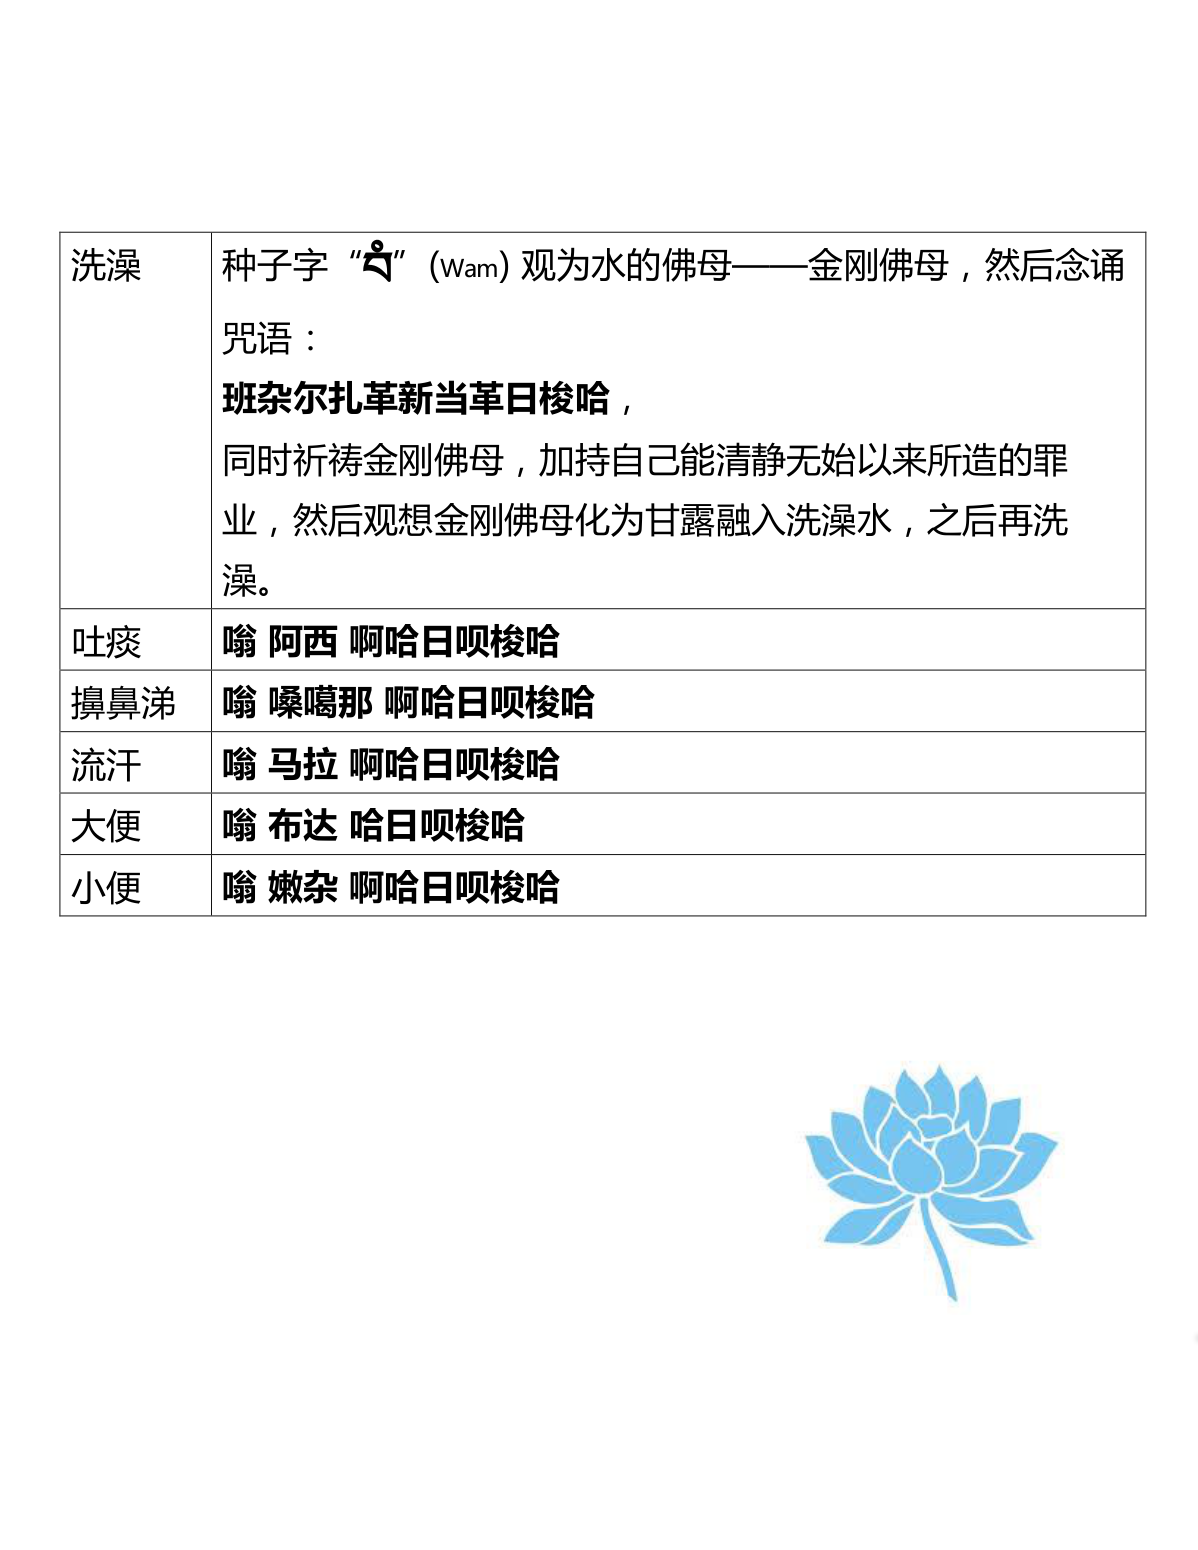 洗澡 种子字“བཾ”(Wam) 观为水的佛母——金刚佛母，然后念诵
咒语：
班杂尔扎革新当革日梭哈，
同时祈祷金刚佛母，加持自己能清静无始以来所造的罪
业，然后观想金刚佛母化为甘露融入洗澡水，之后再洗
澡。
吐痰 嗡 阿西 啊哈日呗梭哈
擤鼻涕 嗡 嗓噶那 啊哈日呗梭哈
流汗 嗡 马拉 啊哈日呗梭哈
大便 嗡 布达 哈日呗梭哈
小便 嗡 嫩杂 啊哈日呗梭哈